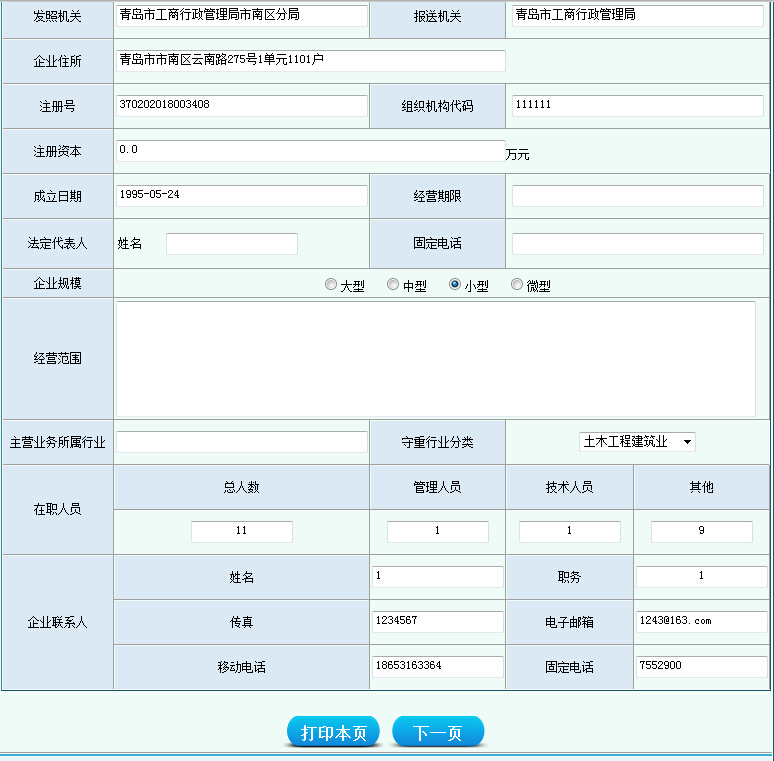 发照机关 青岛市工商行政管理局市南区分局 报送机关 青岛市工商行政管理局
企业住所 青岛市市南区云南路275号1单元1101户
注册号 370202018003408 组织机构代码 111111
注册资本 0.0 万元
成立日期 1995-05-24 经营期限
法定代表人 姓名 固定电话
企业规模 大型 中型 小型 微型
经营范围
主营业务所属行业 守重行业分类 土木工程建筑业
在职人员 总人数 管理人员 技术人员 其他
11 1 1 9
企业联系人 姓名 1 职务 1
传真 1234567 电子邮箱 1243@163.com
移动电话 18653163364 固定电话 7552900
打印本页 下一页